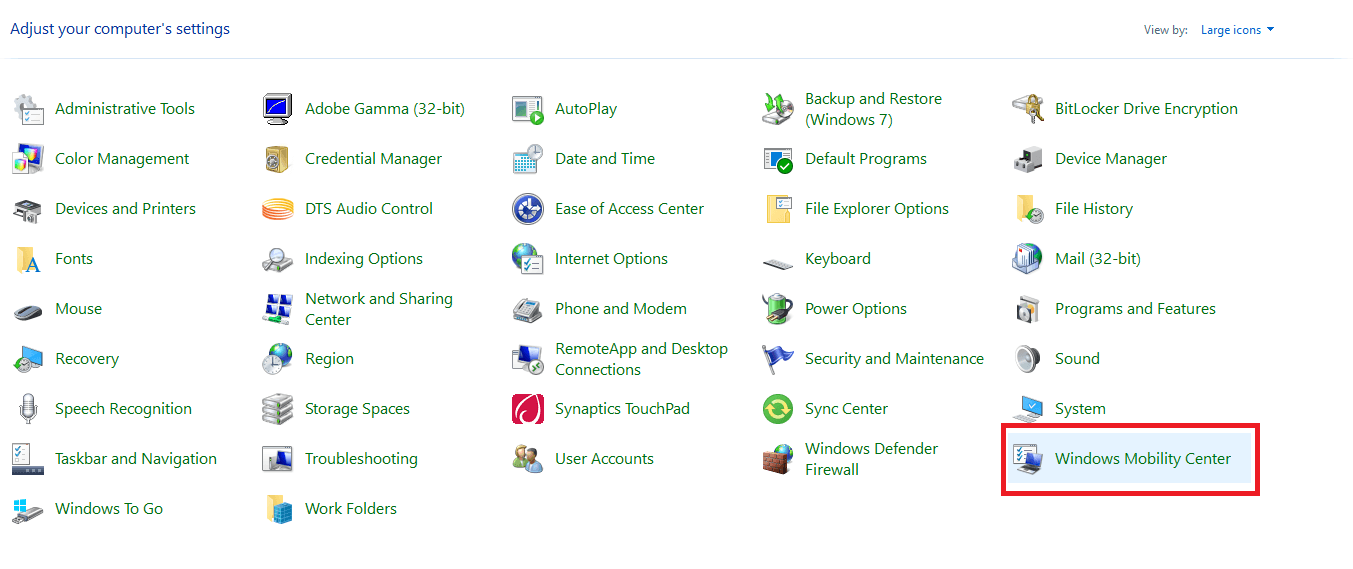 Adjust your computer's settings
View by: Large icons
Administrative Tools
Adobe Gamma (32-bit)
AutoPlay
Backup and Restore
(Windows 7)
BitLocker Drive Encryption
Color Management
Credential Manager
Date and Time
Default Programs
Device Manager
Devices and Printers
DTS Audio Control
Ease of Access Center
File Explorer Options
File History
Fonts
Indexing Options
Internet Options
Keyboard
Mail (32-bit)
Mouse
Network and Sharing
Center
Phone and Modem
Power Options
Programs and Features
Recovery
Region
RemoteApp and Desktop
Connections
Security and Maintenance
Sound
Speech Recognition
Storage Spaces
Synaptics TouchPad
Sync Center
System
Taskbar and Navigation
Troubleshooting
User Accounts
Windows Defender
Firewall
Windows Mobility Center
Windows To Go
Work Folders